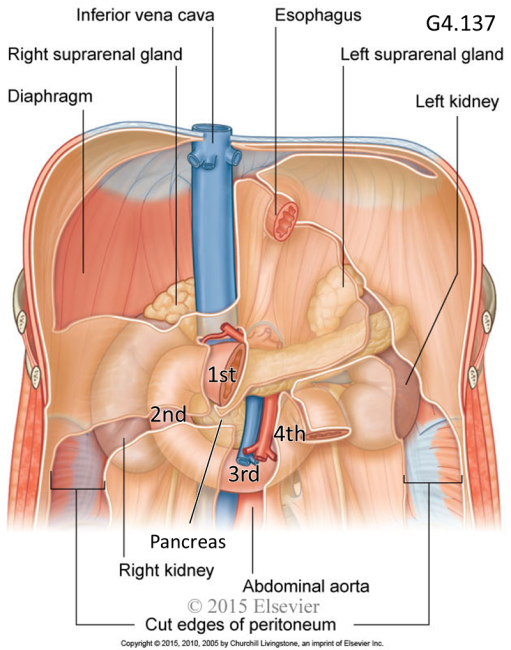 Inferior vena cava
Esophagus
G4.137
Right suprarenal gland
Left suprarenal gland
Diaphragm
Left kidney
1st
2nd
4th
3rd
Pancreas
Right kidney
Abdominal aorta
© 2015 Elsevier
Cut edges of peritoneum
Copyright © 2015, 2010, 2005 by Churchill Livingstone, an imprint of Elsevier Inc.